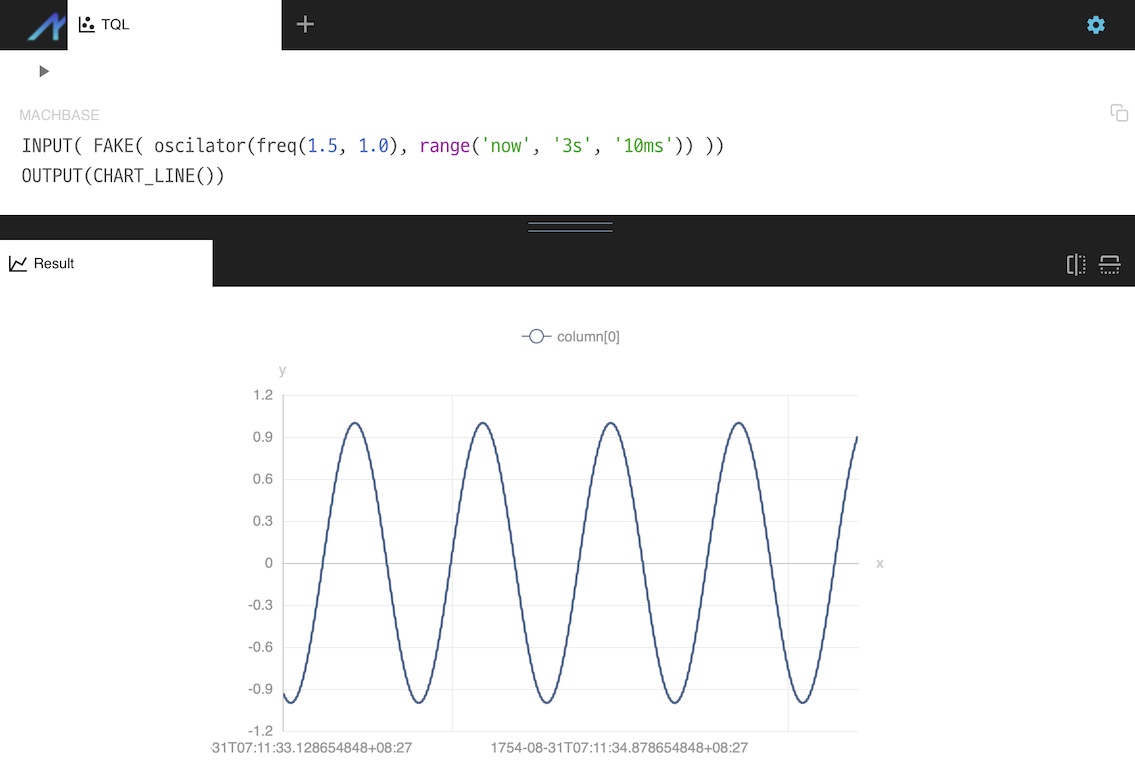 TQL
MACHBASE
INPUT( FAKE( oscilator(freq(1.5, 1.0), range('now', '3s', '10ms')) ))
OUTPUT(CHART_LINE())
Result
column[0]
y
1.2
0.9
0.6
0.3
0
x
-0.3
-0.6
-0.9
-1.2
31T07:11:33.128654848+08:27 1754-08-31T07:11:34.878654848+08:27